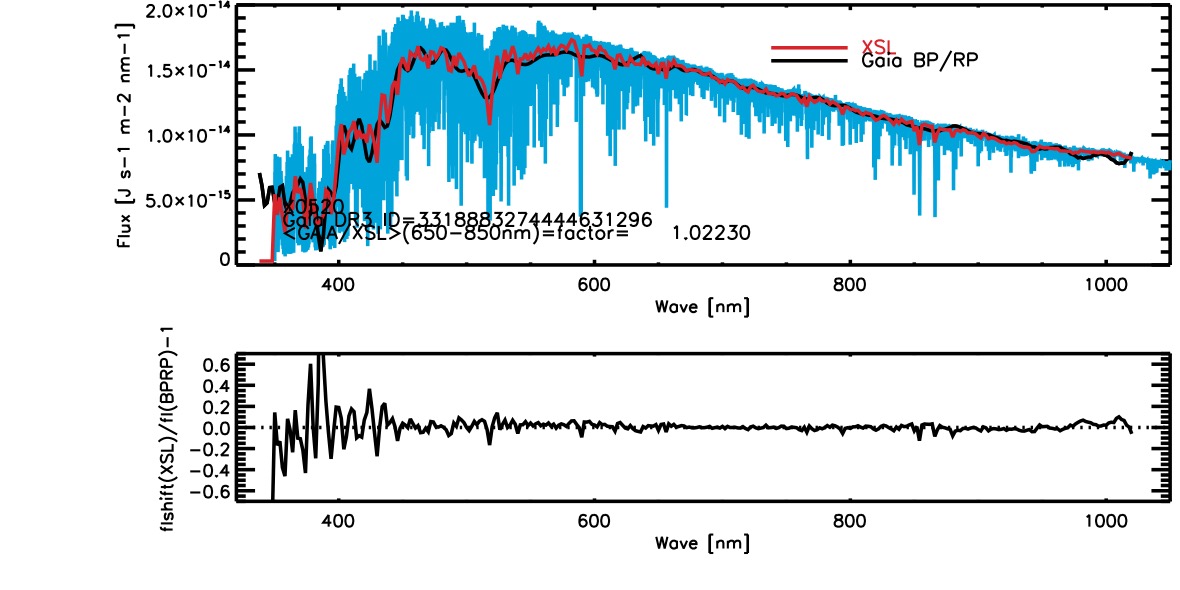 2.0×10⁻¹⁴
1.5×10⁻¹⁴
1.0×10⁻¹⁴
5.0×10⁻¹⁵
0
Flux [J s−1 m−2 nm−1]
XSL
Gaia BP/RP
X0520
Gaia DR3 ID=3318883274444631296
<GAIA/XSL>(650−850nm)=factor= 1.02230
400 600 800 1000
Wave [nm]
0.6
0.4
0.2
0.0
−0.2
−0.4
−0.6
flshift(XSL)/fl(BPRP)−1
400 600 800 1000
Wave [nm]